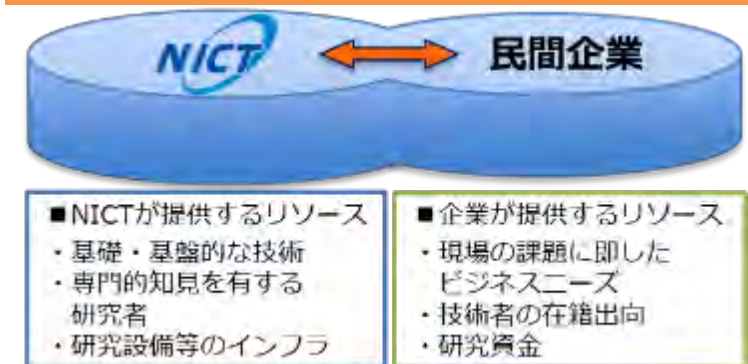 NICT
民間企業
■NICTが提供するリソース
・基礎・基盤的な技術
・専門的知見を有する
研究者
・研究設備等のインフラ
■企業が提供するリソース
・現場の課題に即した
ビジネスニーズ
・技術者の在籍出向
・研究資金